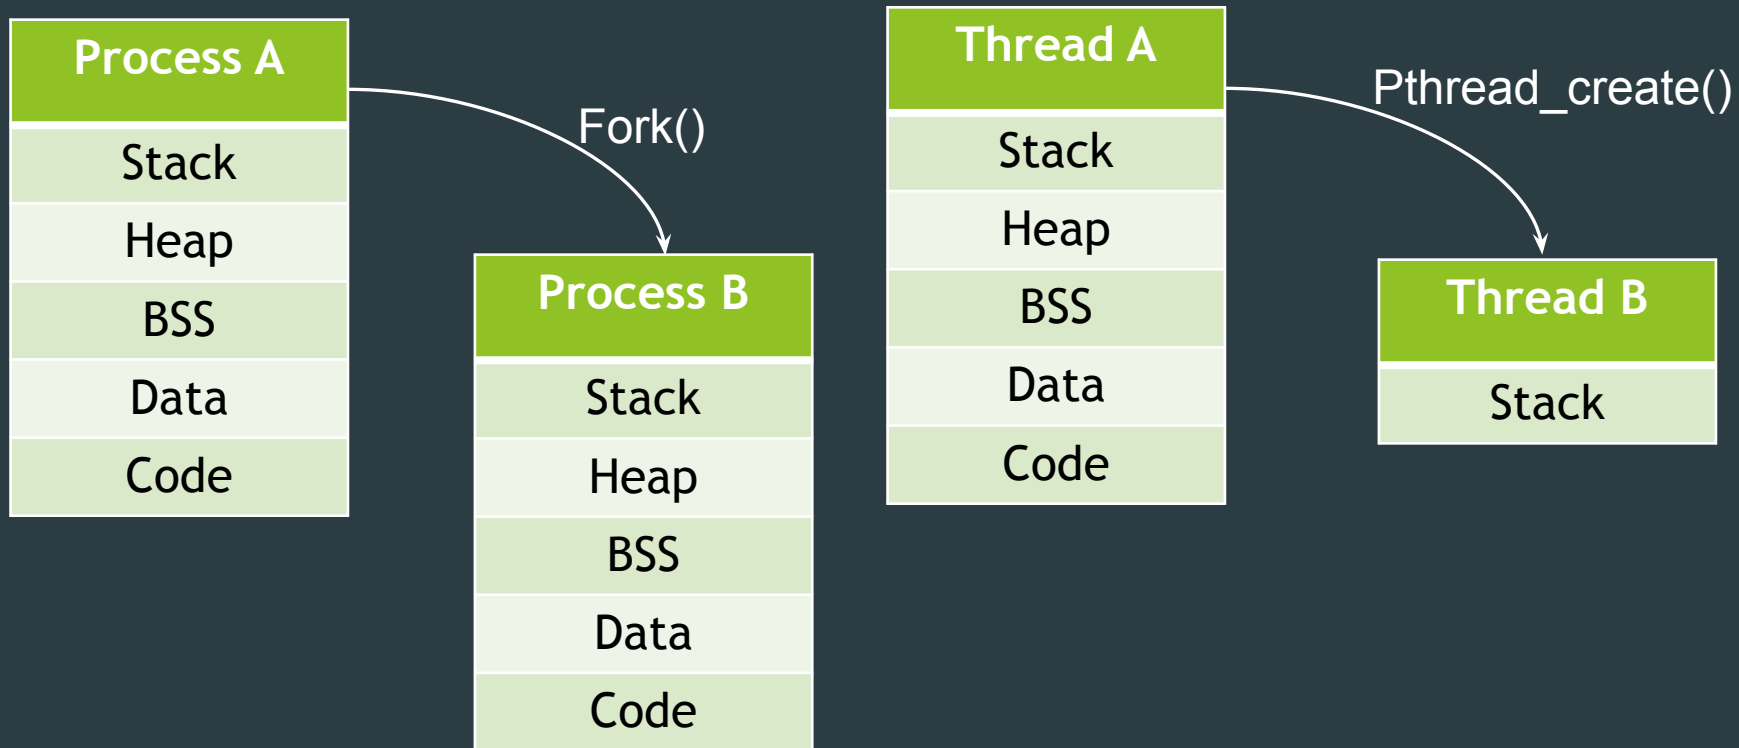 Process A
Stack
Heap
BSS
Data
Code
Fork()
Process B
Stack
Heap
BSS
Data
Code
Thread A
Stack
Heap
BSS
Data
Code
Pthread_create()
Thread B
Stack